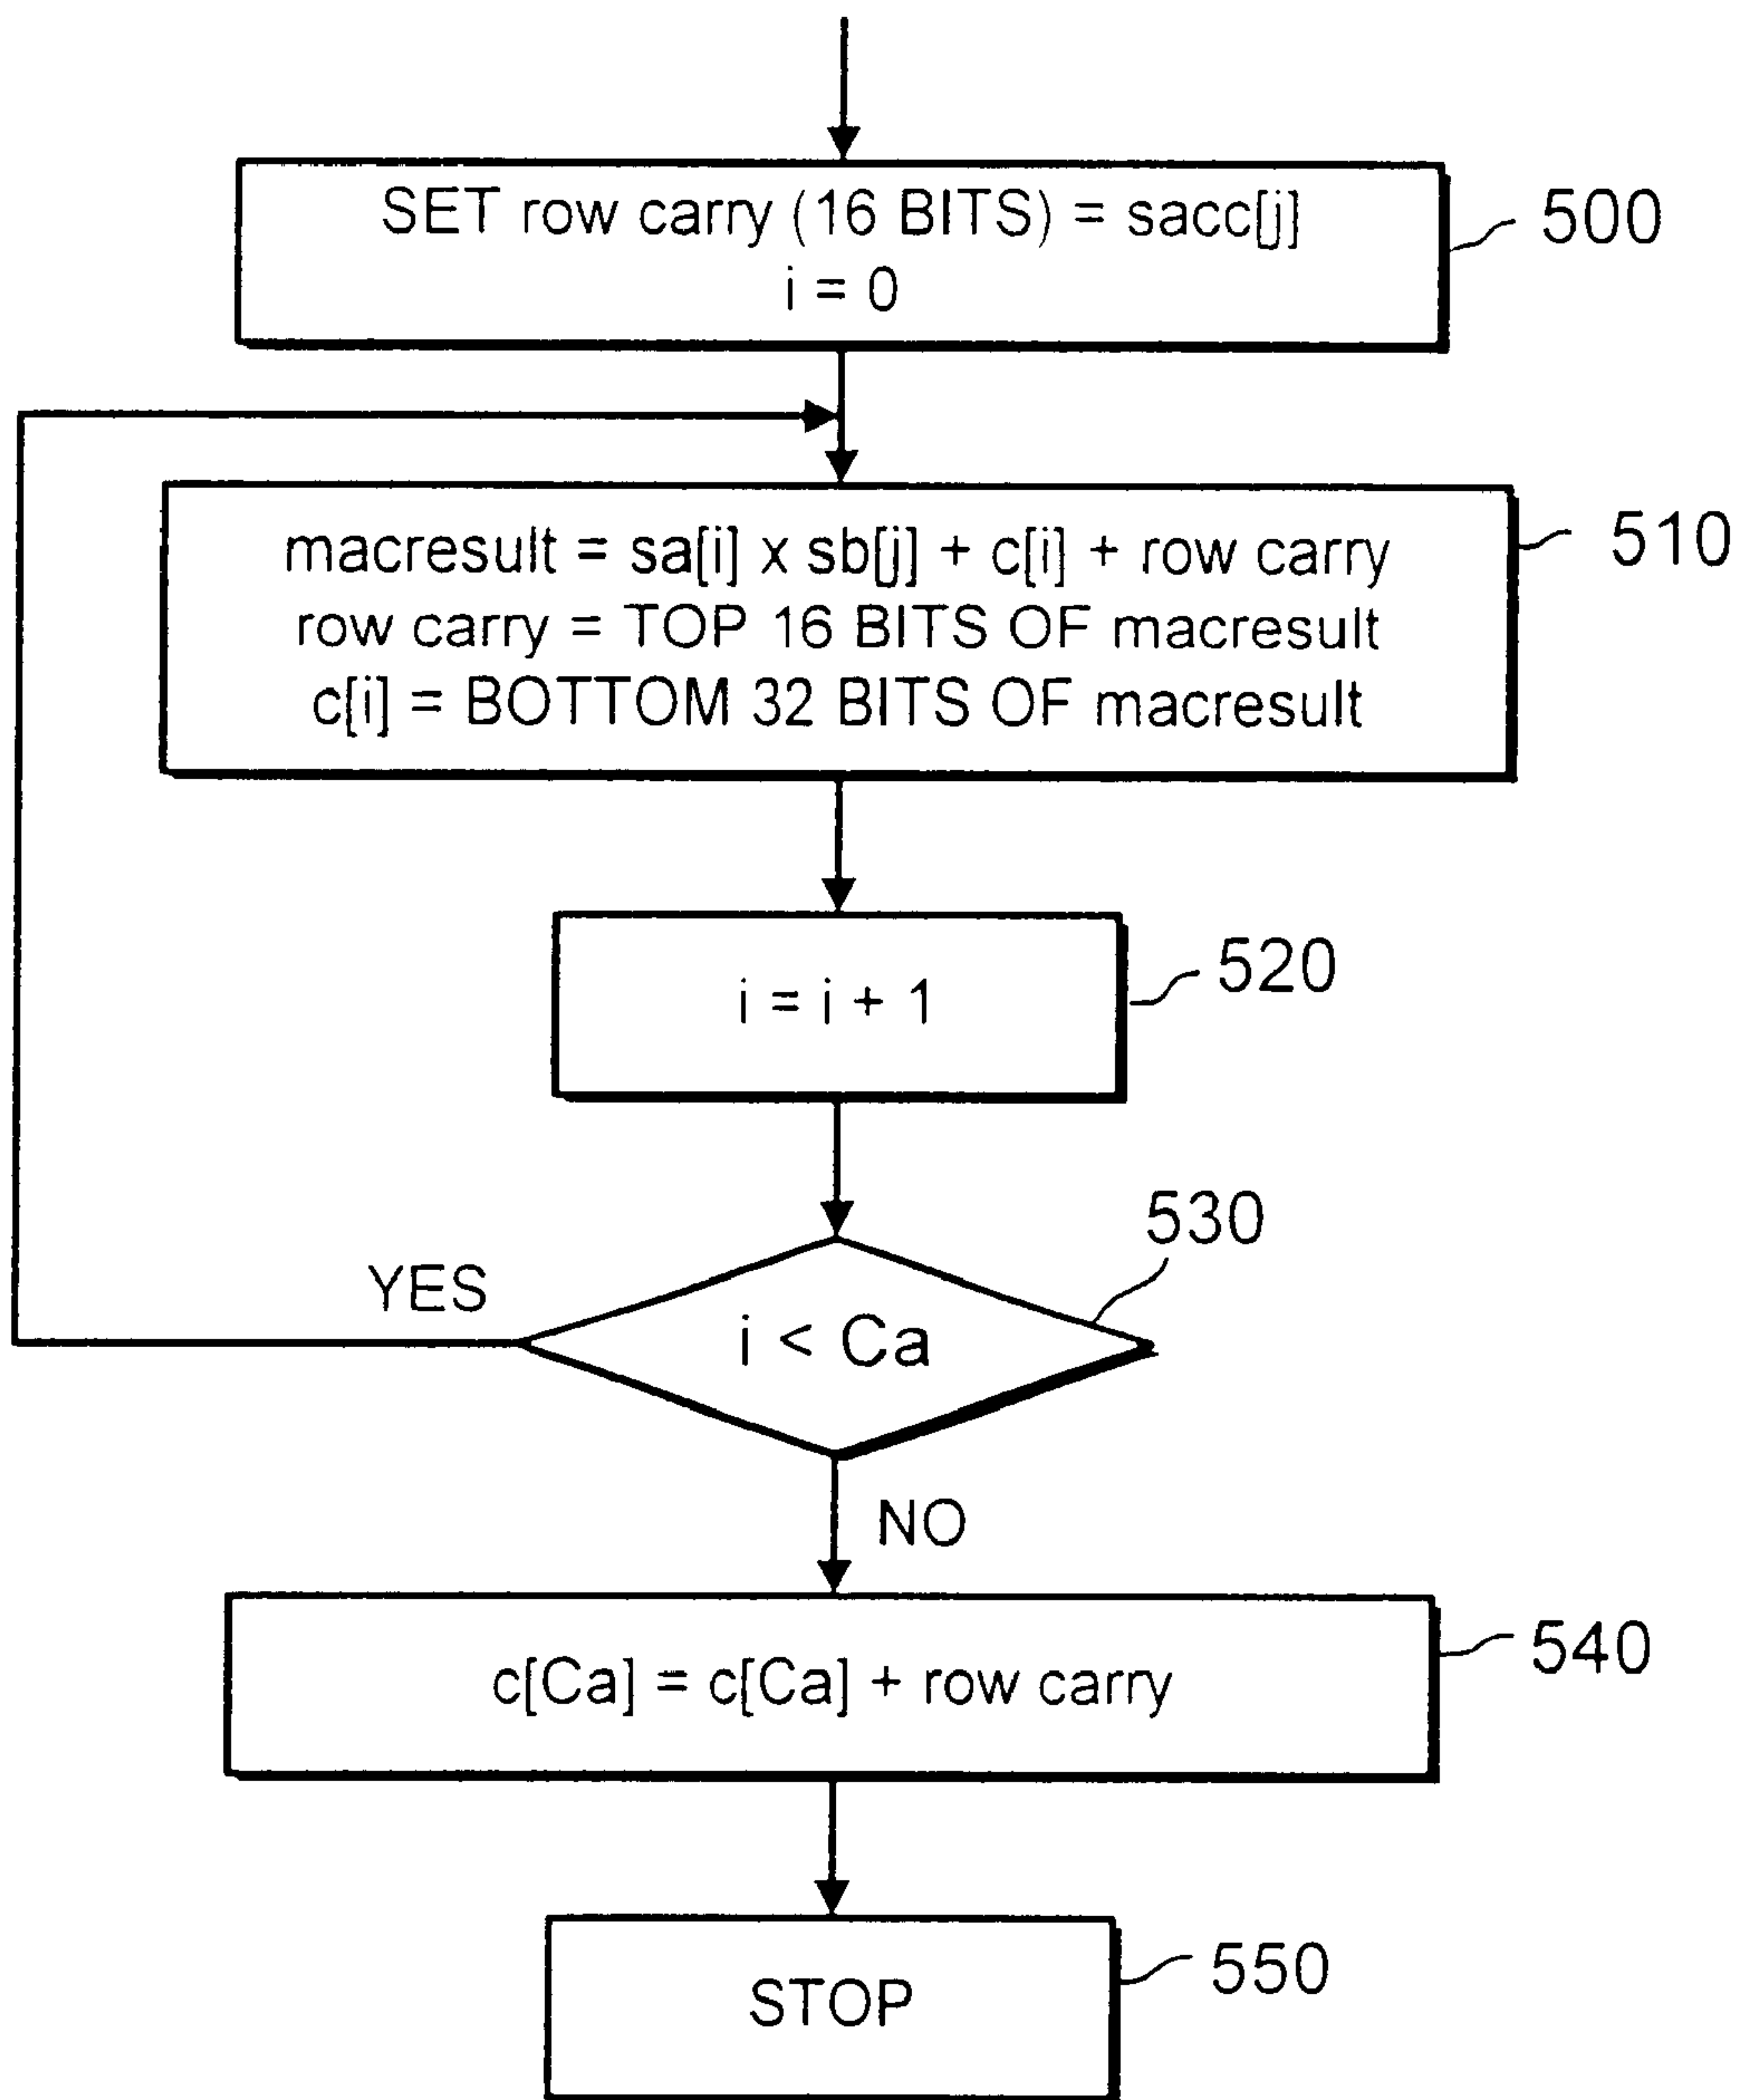 SET row carry (16 BITS) = sacc[j]
i = 0
500
macresult = sa[i] x sb[j] + c[i] + row carry
row carry = TOP 16 BITS OF macresult
c[i] = BOTTOM 32 BITS OF macresult
510
i = i + 1
520
530
YES
i < Ca
NO
c[Ca] = c[Ca] + row carry
540
STOP
550